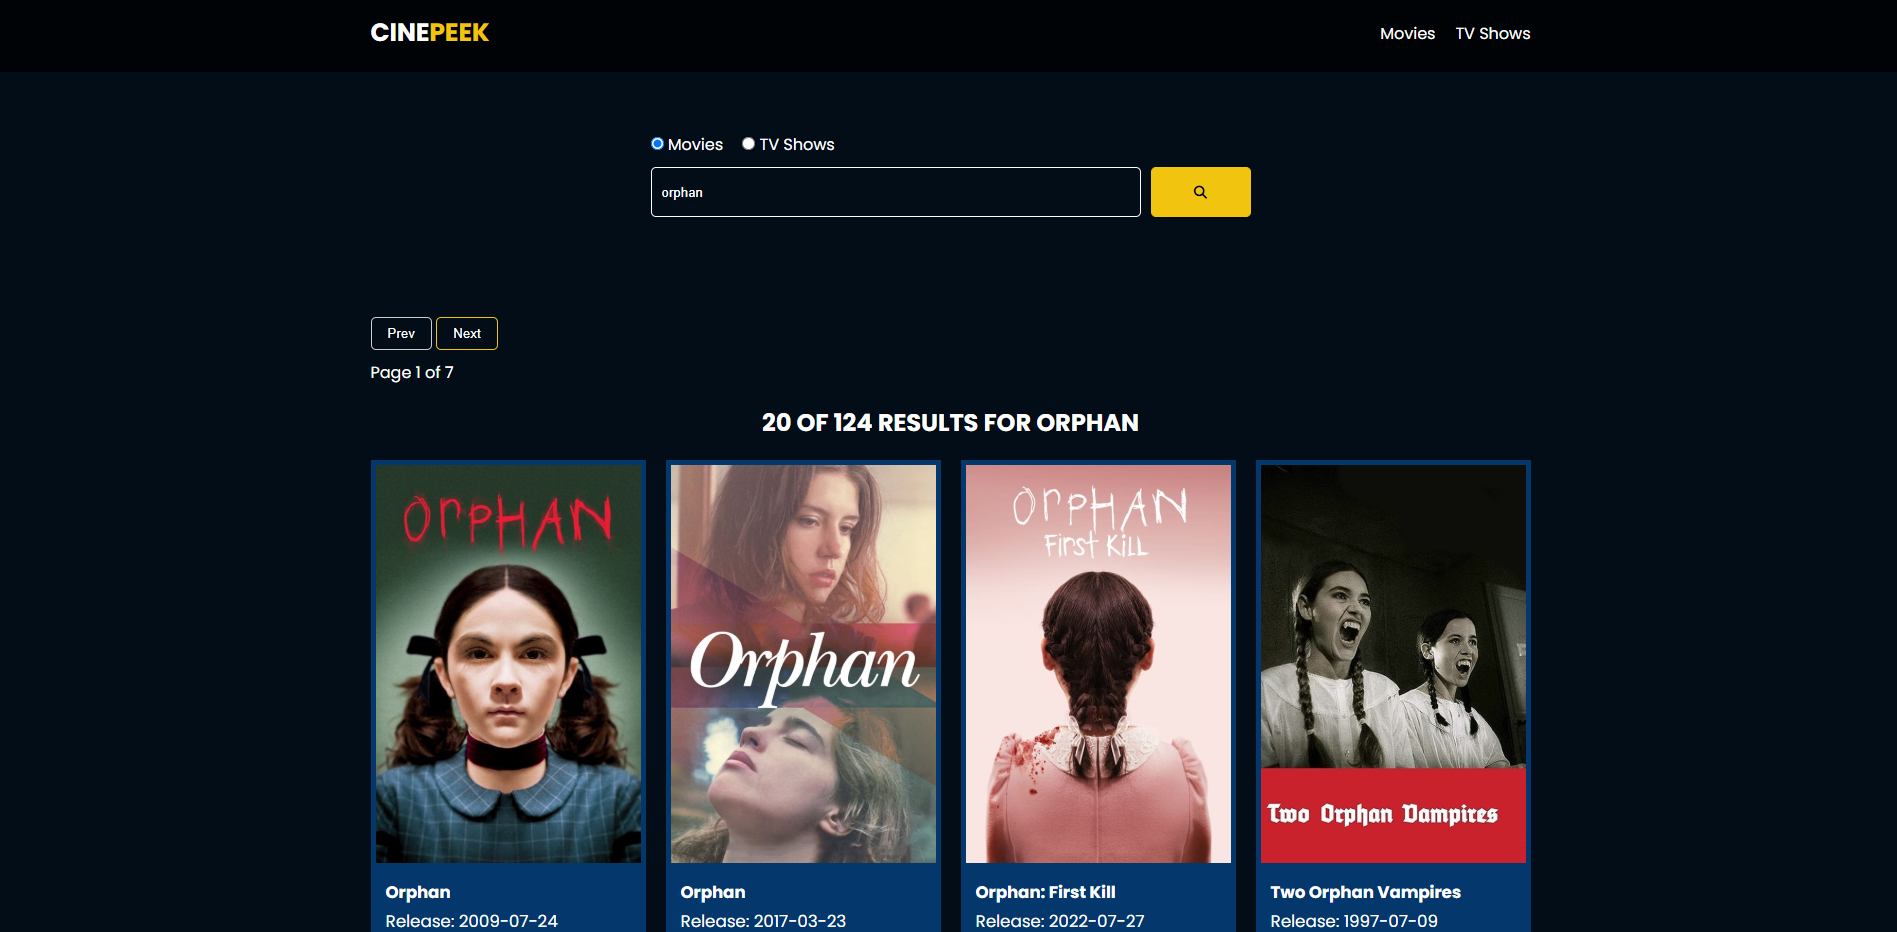 CINEPEEK
Movies TV Shows
Movies TV Shows
orphan
Prev Next
Page 1 of 7
20 OF 124 RESULTS FOR ORPHAN
OrPHAN
Orphan
OrPHAN
First Kill
Two Orphan Vampires
Orphan
Release: 2009-07-24
Orphan
Release: 2017-03-23
Orphan: First Kill
Release: 2022-07-27
Two Orphan Vampires
Release: 1997-07-09